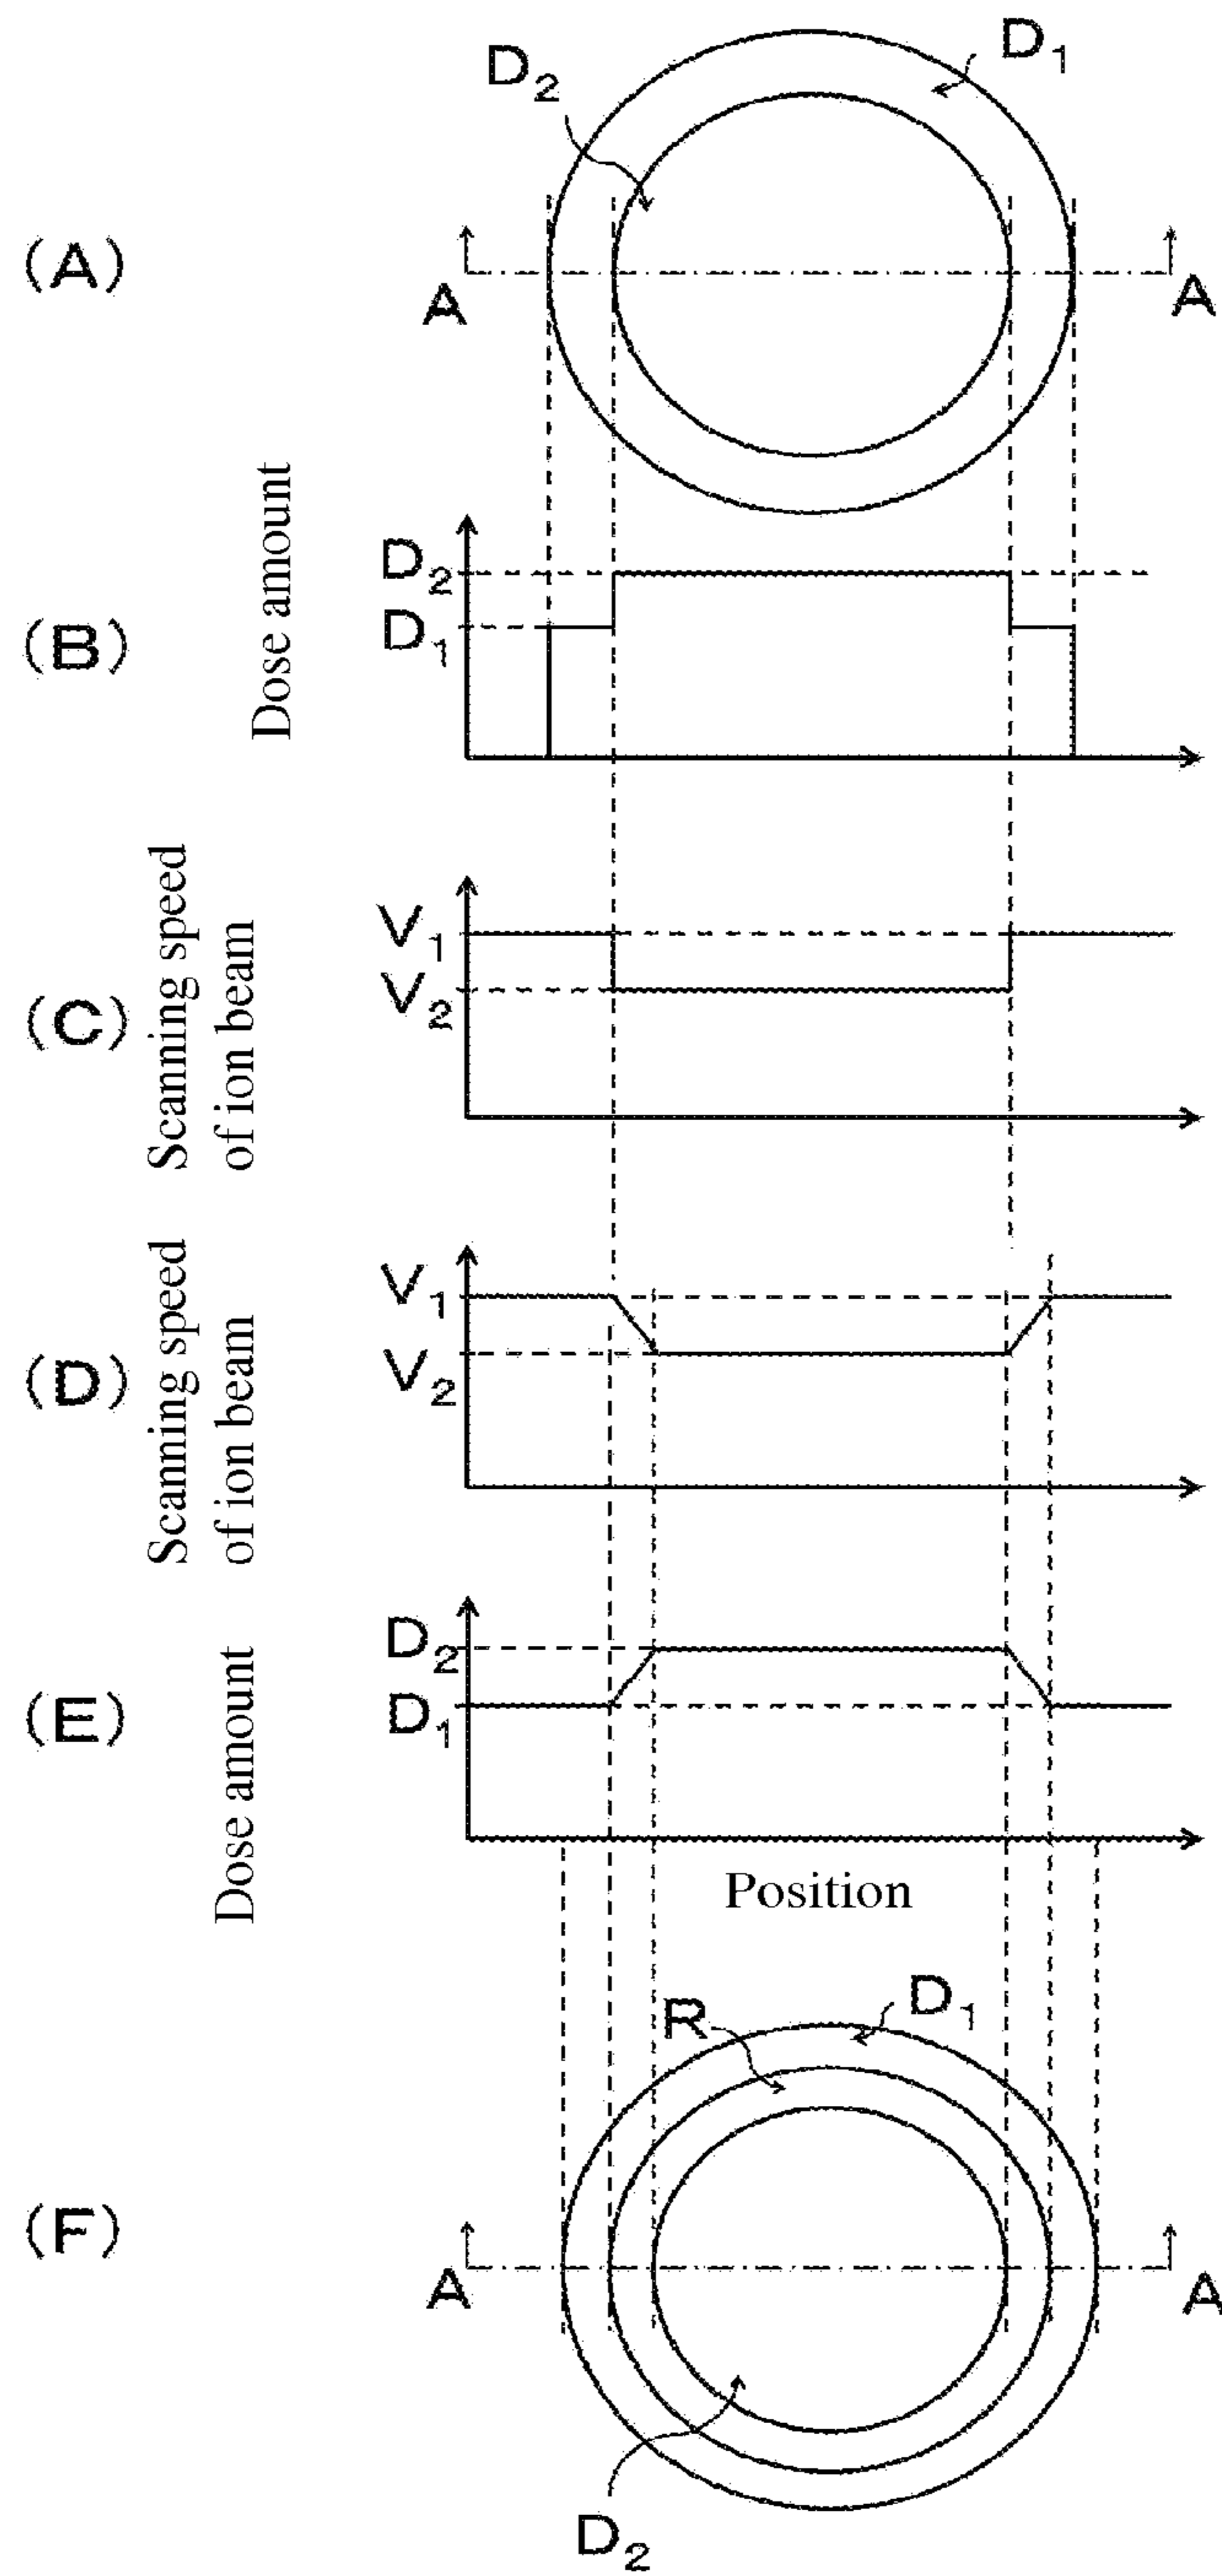 D₂ D₁
(A)
A A
(B)
Dose amount
D₂
D₁
(C)
Scanning speed
of ion beam
V₁
V₂
(D)
Scanning speed
of ion beam
V₁
V₂
(E)
Dose amount
D₂
D₁
Position
R D₁
(F)
A A
D₂